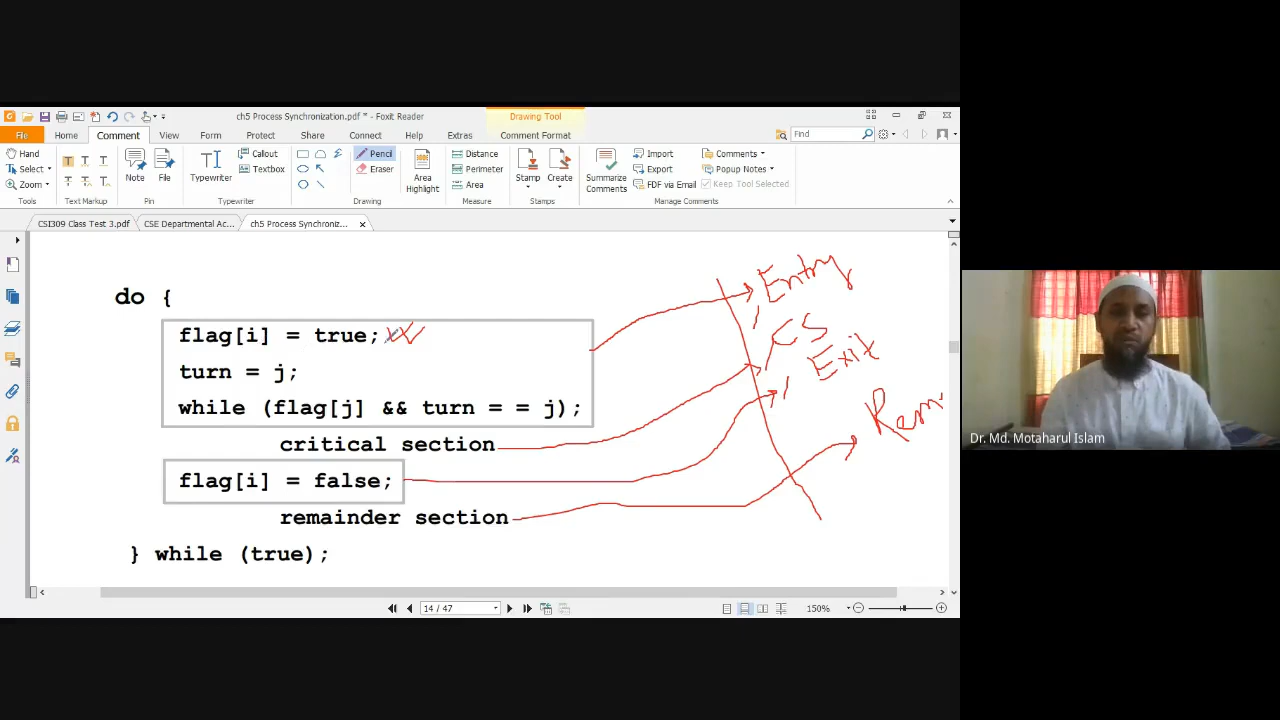 ch5 Process Synchronization.pdf * - Foxit Reader
Drawing Tool
File Home Comment View Form Protect Share Connect Help Extras Comment Format
Find
Hand
Select
Zoom
Tools
Text Markup
Note
File
Pin
Typewriter
Callout
Textbox
Typewriter
Pencil
Eraser
Drawing
Area Highlight
Distance
Perimeter
Area
Measure
Stamp
Create
Stamps
Summarize Comments
Import
Export
FDF via Email
Comments
Popup Notes
Keep Tool Selected
Manage Comments
CSI309 Class Test 3.pdf
CSE Departmental Ac...
ch5 Process Synchroniz...
do {
flag[i] = true;
turn = j;
while (flag[j] && turn = = j);
critical section
flag[i] = false;
remainder section
} while (true);
Entry
CS
Exit
Rem
14 / 47
150%
Dr. Md. Motaharul Islam